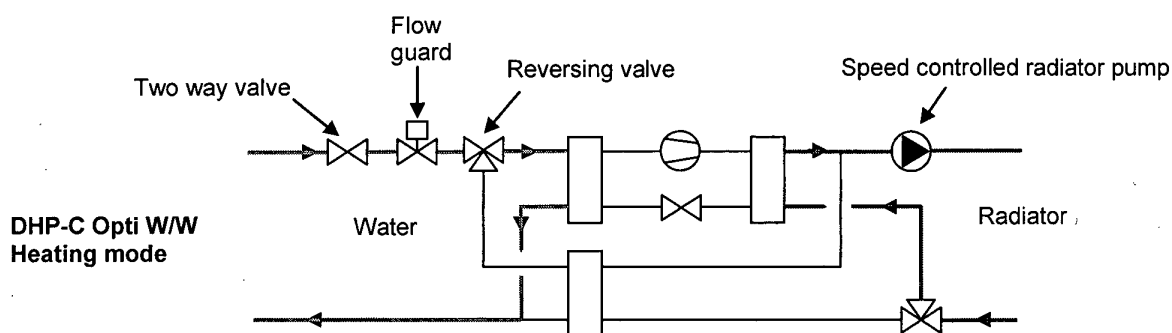 Flow
guard
Reversing valve
Speed controlled radiator pump
Two way valve
DHP-C Opti W/W
Heating mode
Water
Radiator